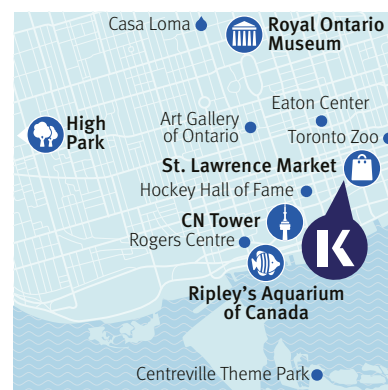 Casa Loma
Royal Ontario
Museum
Eaton Center
High
Park
Art Gallery
of Ontario
Toronto Zoo
St. Lawrence Market
Hockey Hall of Fame
CN Tower
Rogers Centre
K
Ripley's Aquarium
of Canada
Centreville Theme Park